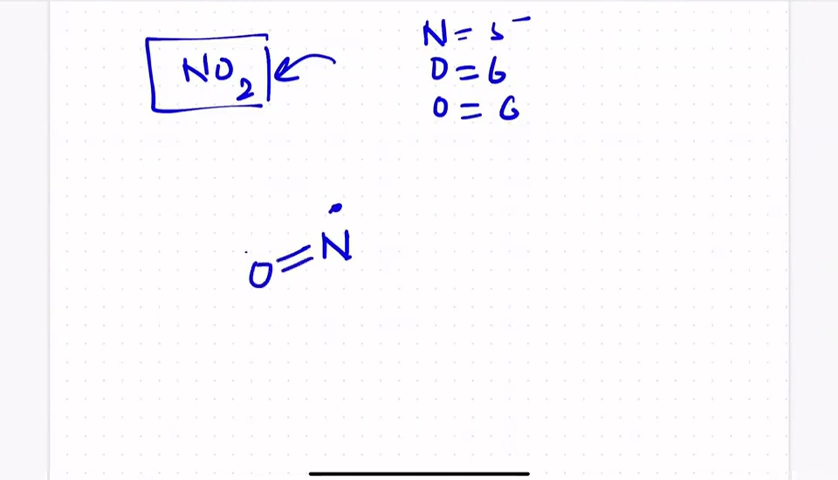 NO₂
N = 5
O = 6
O = 6
O=N